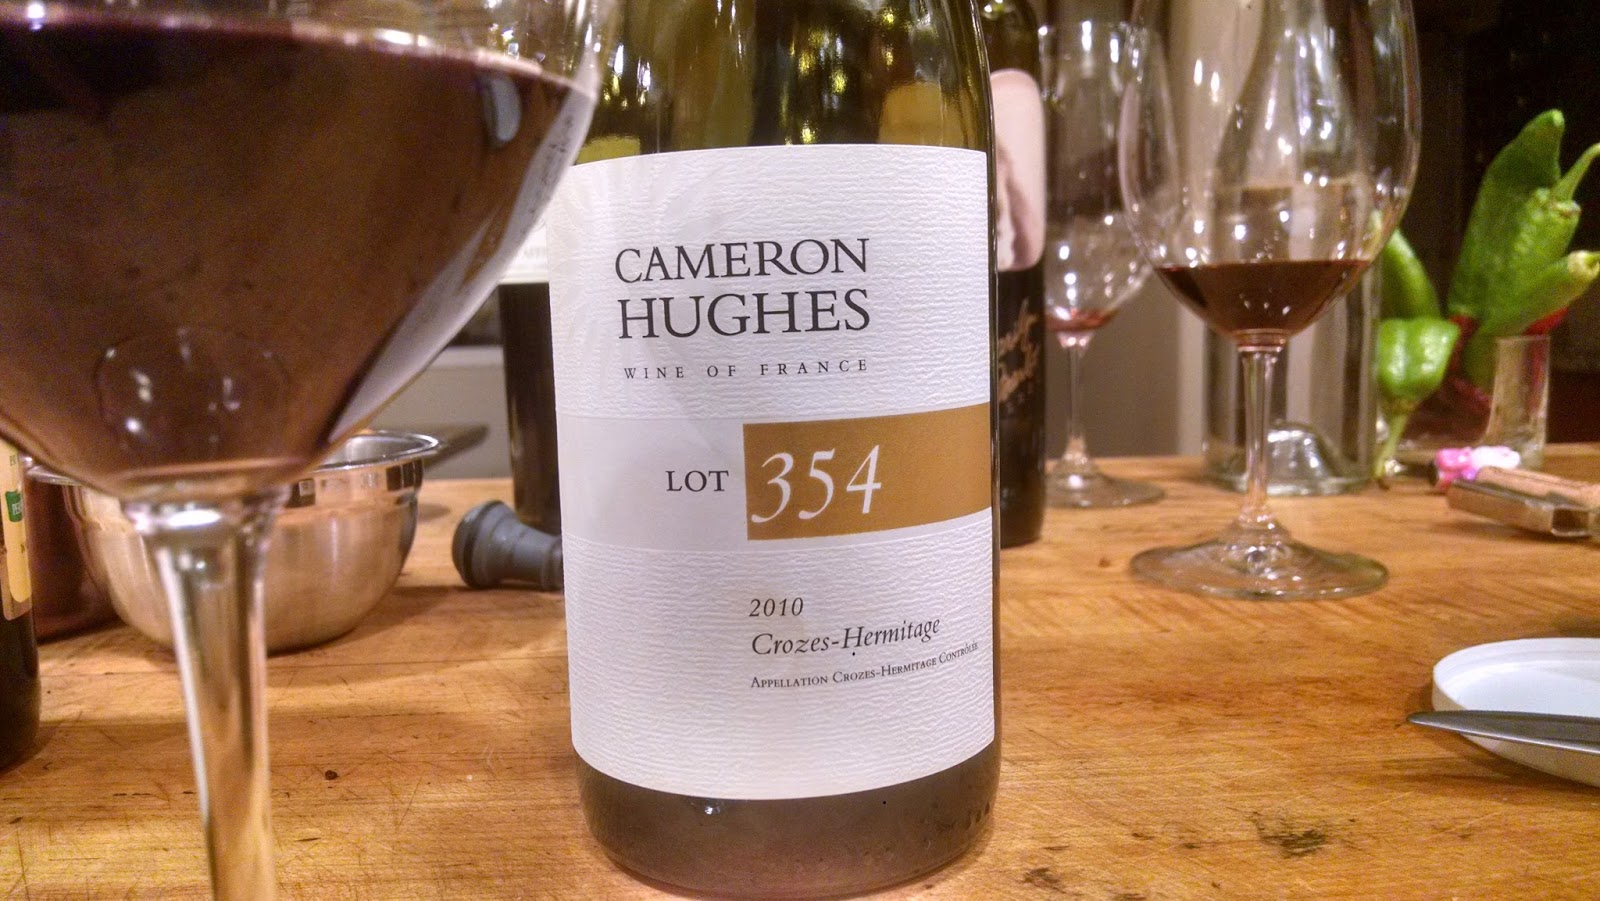 CAMERON
HUGHES
WINE OF FRANCE
LOT 354
2010
Crozes-Hermitage
APPELLATION CROZES-HERMITAGE CONTRÔLÉE